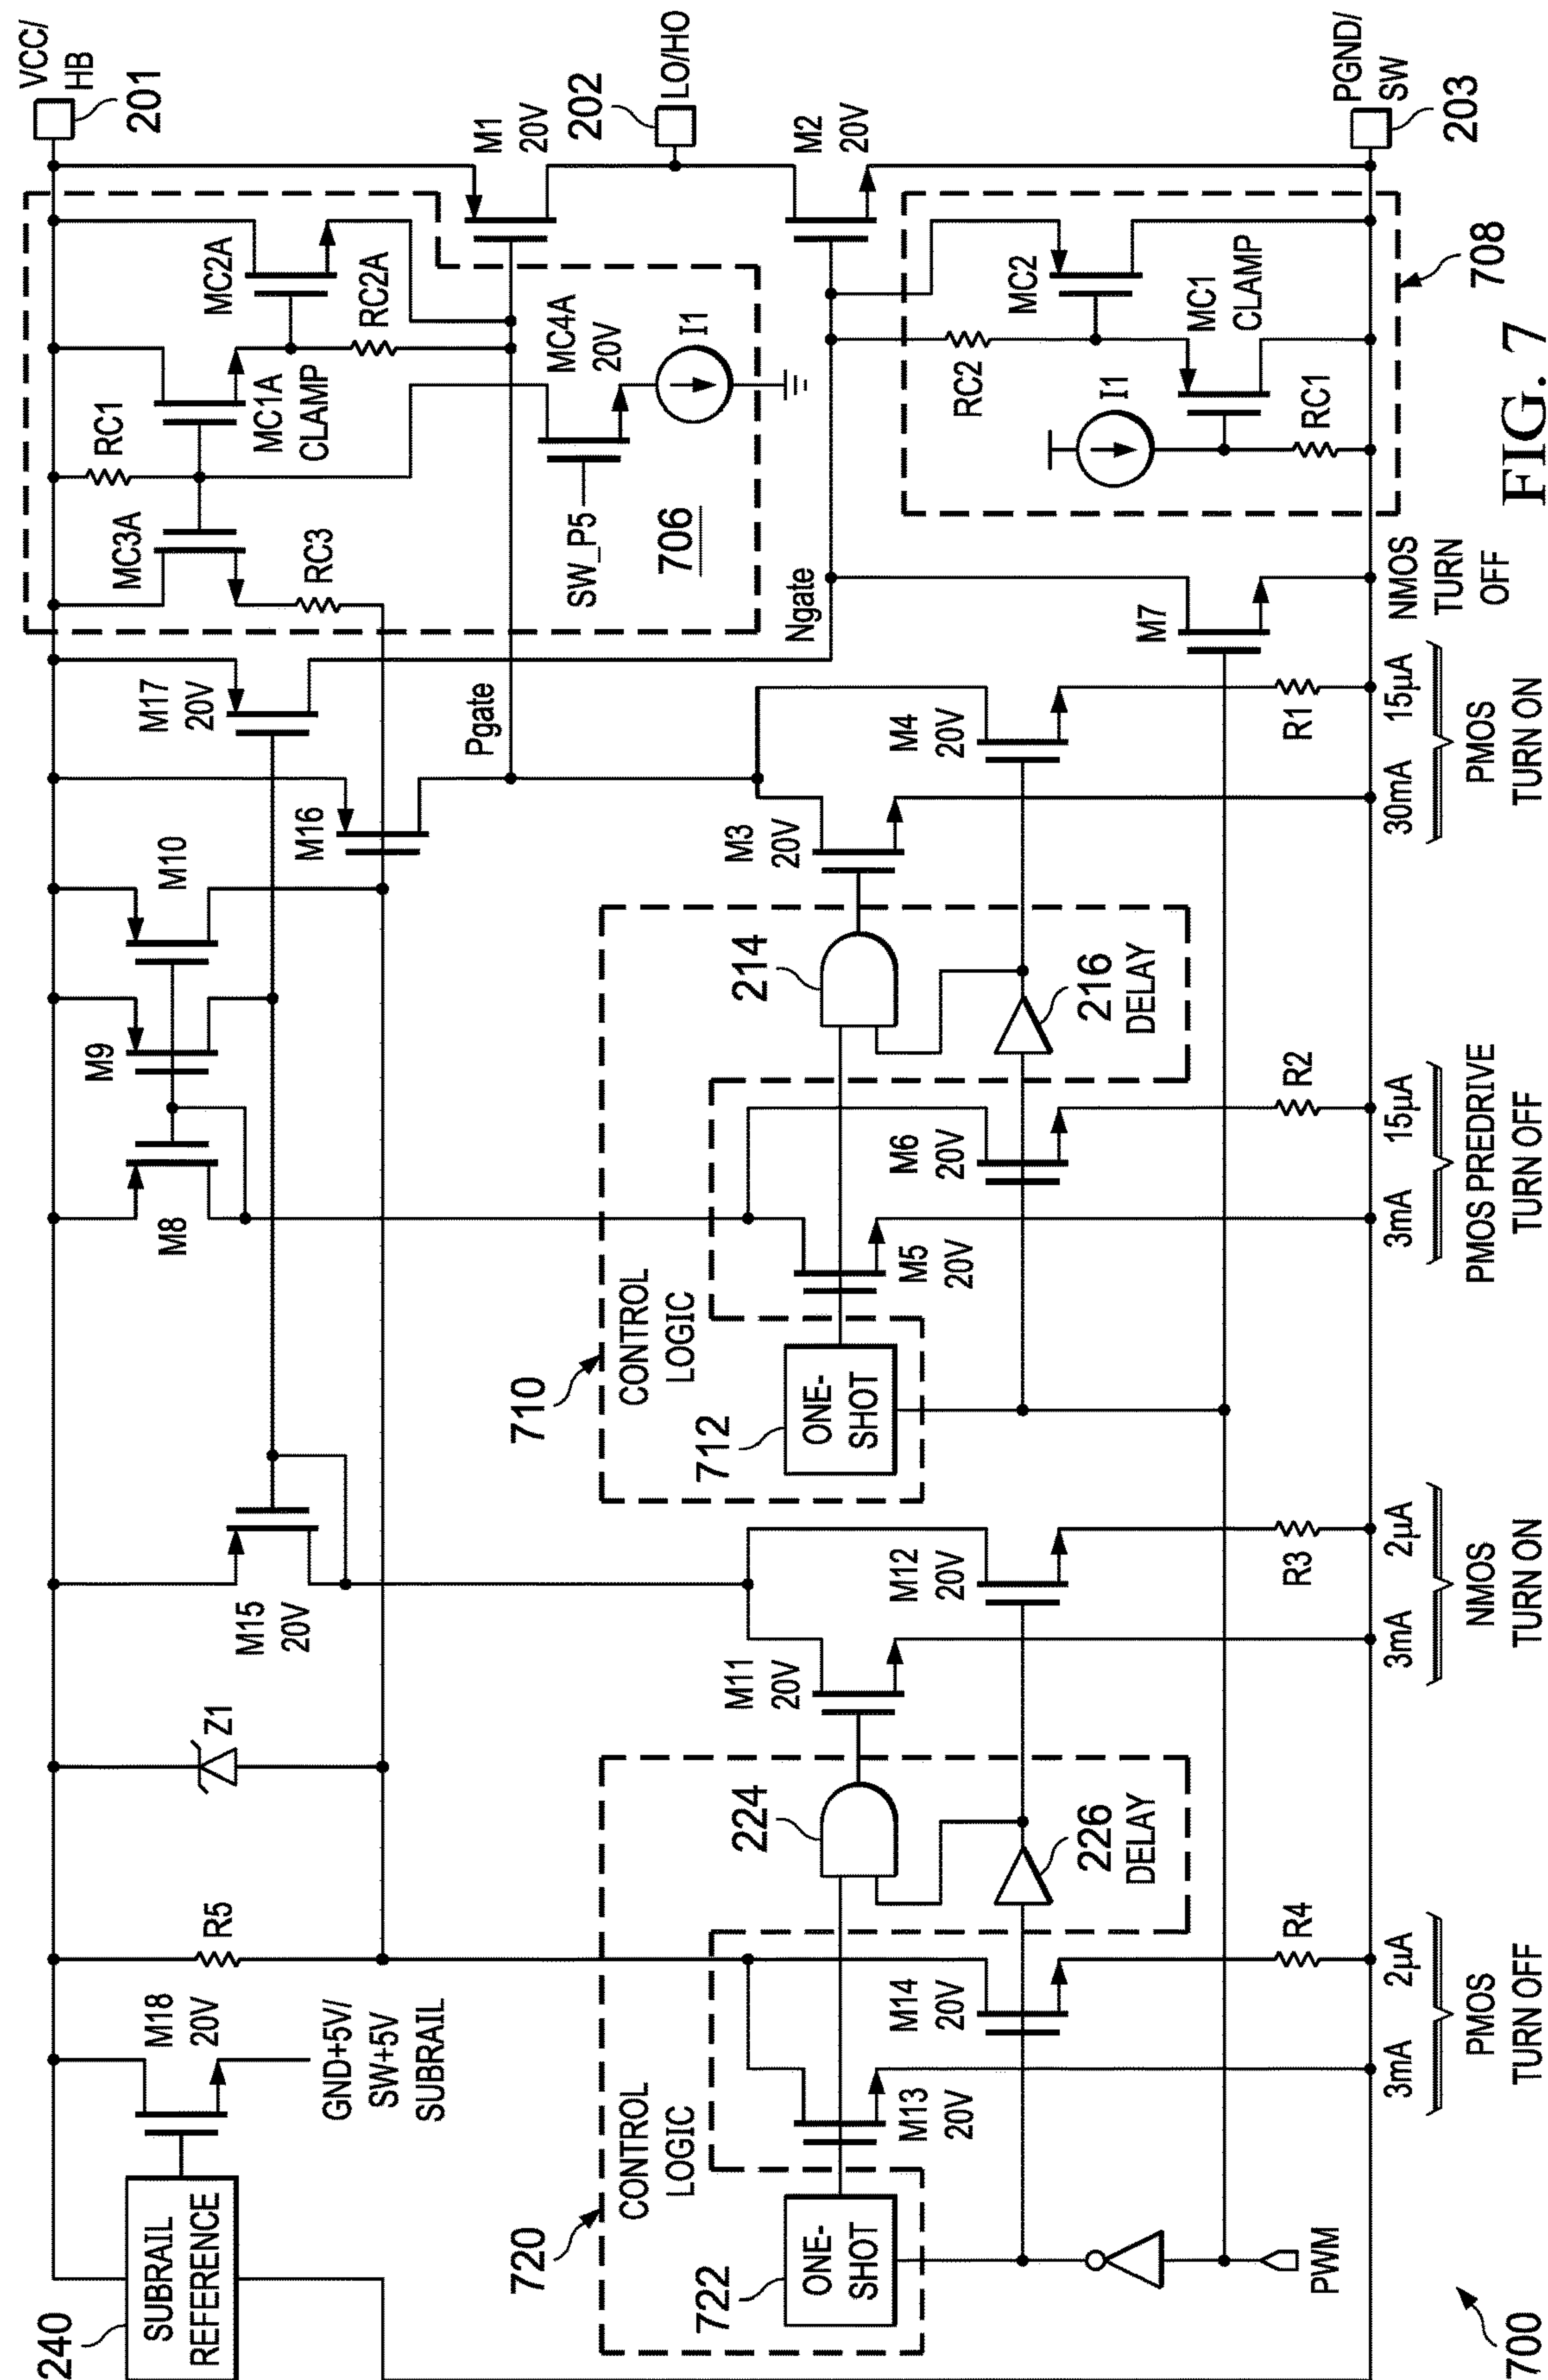 240
SUBRAIL
REFERENCE
M18
20V
GND+5V/
SW+5V
SUBRAIL
R5
Z1
M15
20V
M8
M9
M10
M16
M17
20V
Pgate
Ngate
MC3A
RC3
RC1
MC1A
CLAMP
MC2A
RC2A
MC4A
20V
SW_P5
I1
706
VCC/
HB
201
M1
20V
202
LO/HO
M2
20V
PGND/
SW
203
RC2
MC2
MC1
CLAMP
I1
RC1
708
720
CONTROL
LOGIC
722
ONE-
SHOT
M13
20V
M14
20V
224
226
DELAY
M11
20V
M12
20V
710
CONTROL
LOGIC
712
ONE-
SHOT
M5
20V
M6
20V
214
216
DELAY
M3
20V
M4
20V
M7
R4
R3
R2
R1
PWM
3mA
2µA
PMOS
TURN OFF
3mA
2µA
NMOS
TURN ON
3mA
15µA
PMOS PREDRIVE
TURN OFF
30mA
15µA
PMOS
TURN ON
NMOS
TURN
OFF
700
FIG. 7